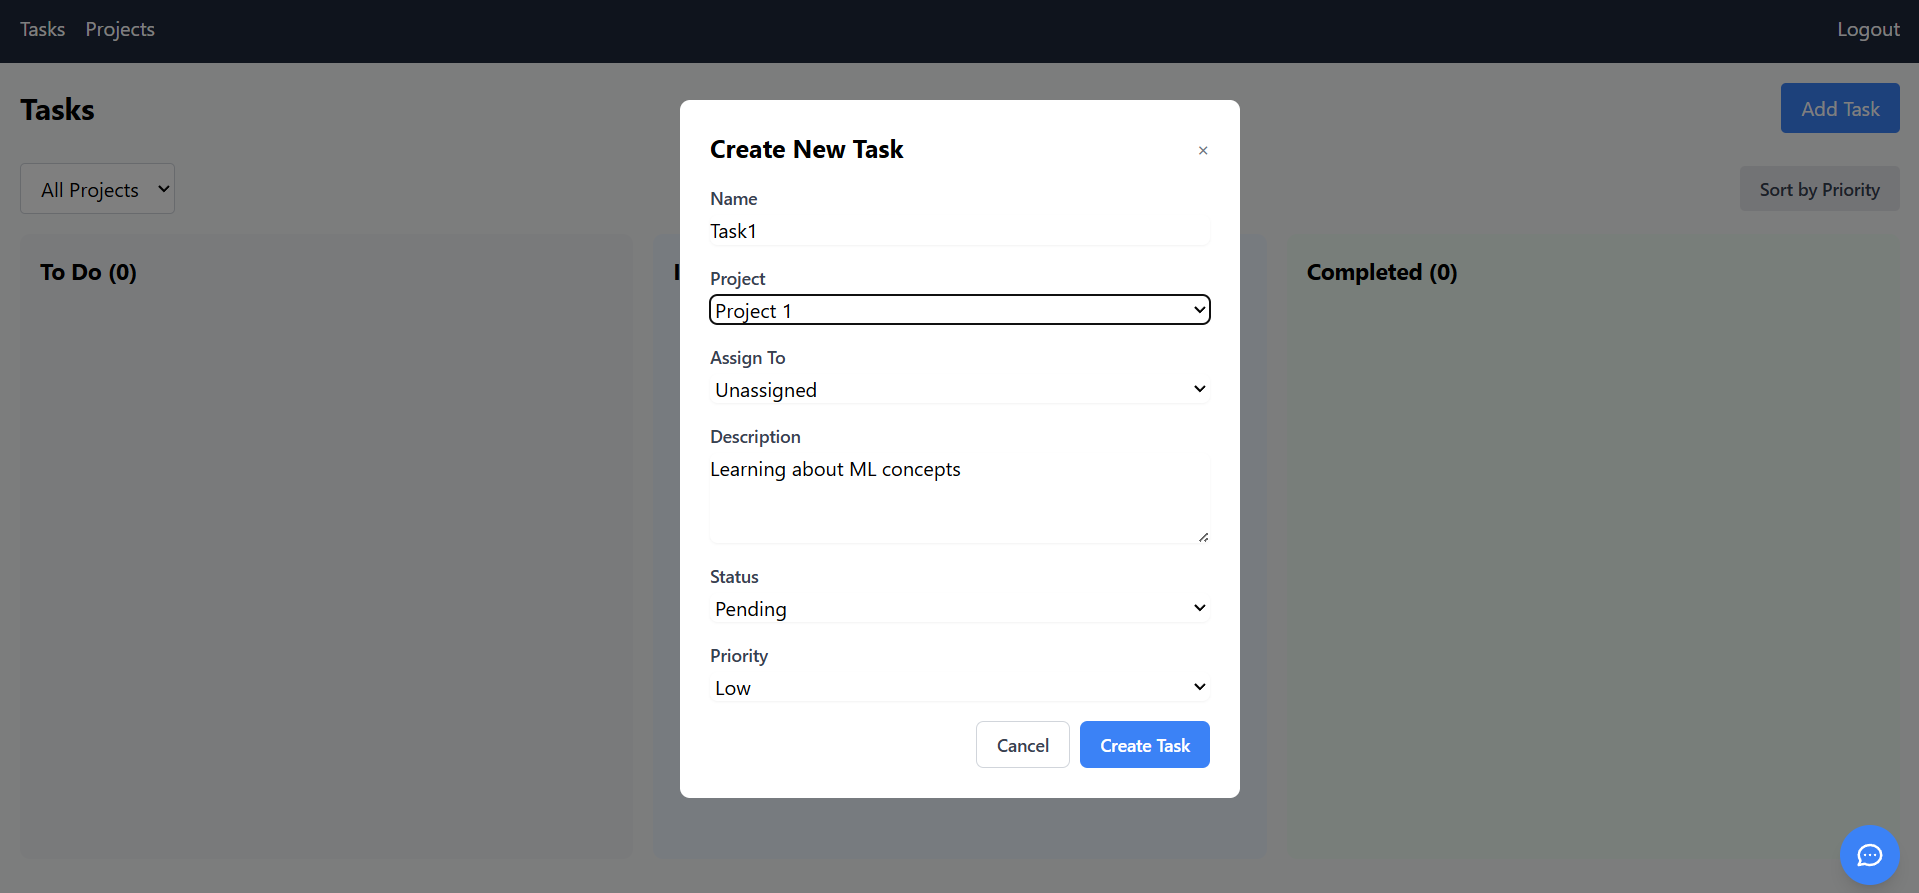 Tasks Projects Logout
Tasks
Add Task
All Projects
Sort by Priority
To Do (0)
Completed (0)
Create New Task
×
Name
Task1
Project
Project 1
Assign To
Unassigned
Description
Learning about ML concepts
Status
Pending
Priority
Low
Cancel Create Task